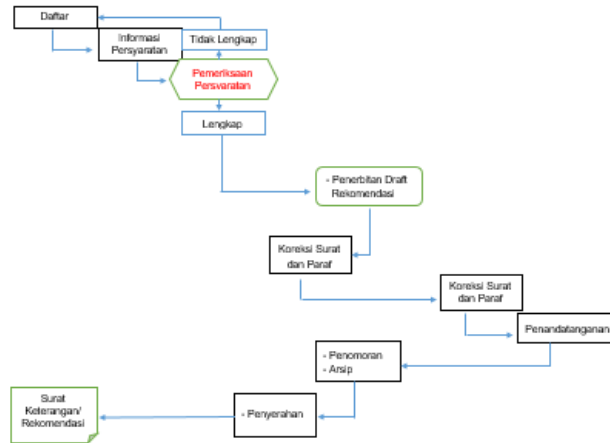 Daftar
Informasi
Persyaratan
Tidak Lengkap
Pemeriksaan
Persvaratan
Lengkap
- Penerbitan Draft
Rekomendasi
Koreksi Surat
dan Paraf
Koreksi Surat
dan Paraf
Penandatanganan
- Penomoran
- Arsip
- Penyerahan
Surat
Keterangan/
Rekomendasi